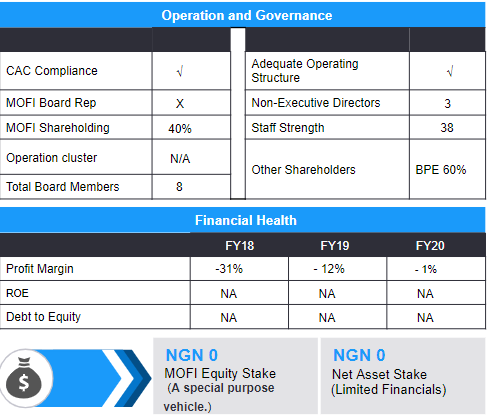 Operation and Governance
CAC Compliance √
Adequate Operating
Structure √
MOFI Board Rep X
Non-Executive Directors 3
MOFI Shareholding 40%
Staff Strength 38
Operation cluster N/A
Other Shareholders BPE 60%
Total Board Members 8
Financial Health
FY18 FY19 FY20
Profit Margin -31% - 12% - 1%
ROE NA NA NA
Debt to Equity NA NA NA
$
NGN 0
MOFI Equity Stake
(A special purpose
vehicle.)
NGN 0
Net Asset Stake
(Limited Financials)